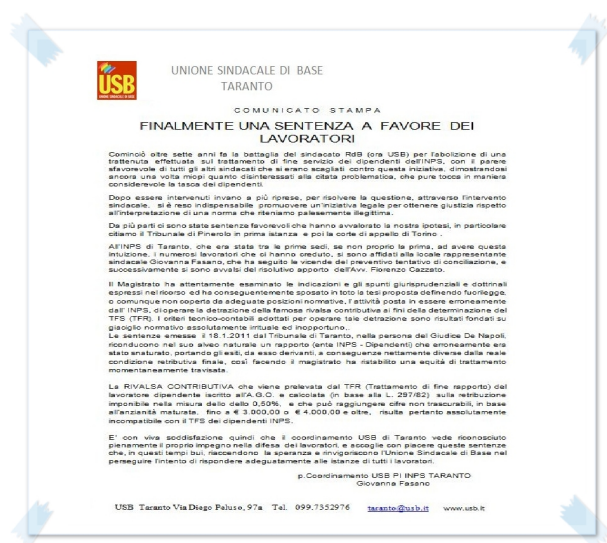 USB
UNIONE SINDACALE DI BASE
TARANTO
COMUNICATO STAMPA
FINALMENTE UNA SENTENZA A FAVORE DEI
LAVORATORI
Cominciò oltre sette anni fa la battaglia del sindacato RdB (ora USB) per l'abolizione di una
trattenuta effettuata sul trattamento di fine servizio dei dipendenti dell'INPS, con il parere
sfavorevole di tutti gli altri sindacati che si erano scagliati contro questa iniziativa, dimostrandosi
ancora una volta miopi quanto disinteressati alla citata problematica, che pure tocca in maniera
considerevole la tasca dei dipendenti.
Dopo essere intervenuti invano a più riprese, per risolvere la questione, attraverso l'intervento
sindacale, si é reso indispensabile promuovere un'iniziativa legale per ottenere giustizia rispetto
all'interpretazione di una norma che riteniamo palesemente illegittima.
Da più parti ci sono state sentenze favorevoli che hanno avvalorato la nostra ipotesi, in particolare
citiamo il Tribunale di Pinerolo in prima istanza e poi la corte di appello di Torino .
All'INPS di Taranto, che era stata tra le prime sedi, se non proprio la prima, ad avere questa
intuizione. I numerosi lavoratori che ci hanno creduto, si sono affidati alla locale rappresentante
sindacale Giovanna Fasano, che ha seguito le vicende del preventivo tentativo di conciliazione, e
successivamente si sono avvalsi del risolutivo apporto dell'Avv. Fiorenzo Cazzato.
Il Magistrato ha attentamente esaminato le indicazioni e gli spunti giurisprudenziali e dottrinali
espressi nel ricorso ed ha conseguentemente sposato in toto la tesi proposta definendo fuorilegge,
o comunque non coperta da adeguate posizioni normative, l'attività posta in essere erroneamente
dall' INPS, di operare la detrazione della famosa rivalsa contributiva ai fini della determinazione del
TFS (TFR). I criteri tecnico-contabili adottati per operare tale detrazione sono risultati fondati su
giaciglio normativo assolutamente irrituale ed inopportuno,.
Le sentenze emesse il 18.1.2011 dal Tribunale di Taranto, nella persona del Giudice De Napoli,
riconducono nel suo alveo naturale un rapporto (ente INPS - Dipendenti) che erroneamente era
stato snaturato, portando gli esiti, da esso derivanti, a conseguenze nettamente diverse dalla reale
condizione retributiva finale, così facendo il magistrato ha ristabilito una equità di trattamento
momentaneamente travisata.
La RIVALSA CONTRIBUTIVA che viene prelevata dal TFR (Trattamento di fine rapporto) del
lavoratore dipendente iscritto all'A.G.O. e calcolata (in base alla L. 297/82) sulla retribuzione
imponibile nella misura dello 0,50%, e che può raggiungere cifre non trascurabili, in base
all'anzianità maturata, fino a € 3.000,00 o € 4.000,00 e oltre, risulta pertanto assolutamente
incompatibile con il TFS dei dipendenti INPS.
E' con viva soddisfazione quindi che il coordinamento USB di Taranto vede riconosciuto
pienamente il proprio impegno nella difesa dei lavoratori, e accoglie con piacere queste sentenze
che, in questi tempi bui, riaccendono la speranza e rinvigoriscono l'Unione Sindacale di Base nel
perseguire l'intento di rispondere adeguatamente alle istanze di tutti i lavoratori.
p.Coordinamento USB PI INPS TARANTO
Giovanna Fasano
USB Taranto Via Diego Peluso, 97a Tel. 099.7352976 taranto@usb.it www.usb.it